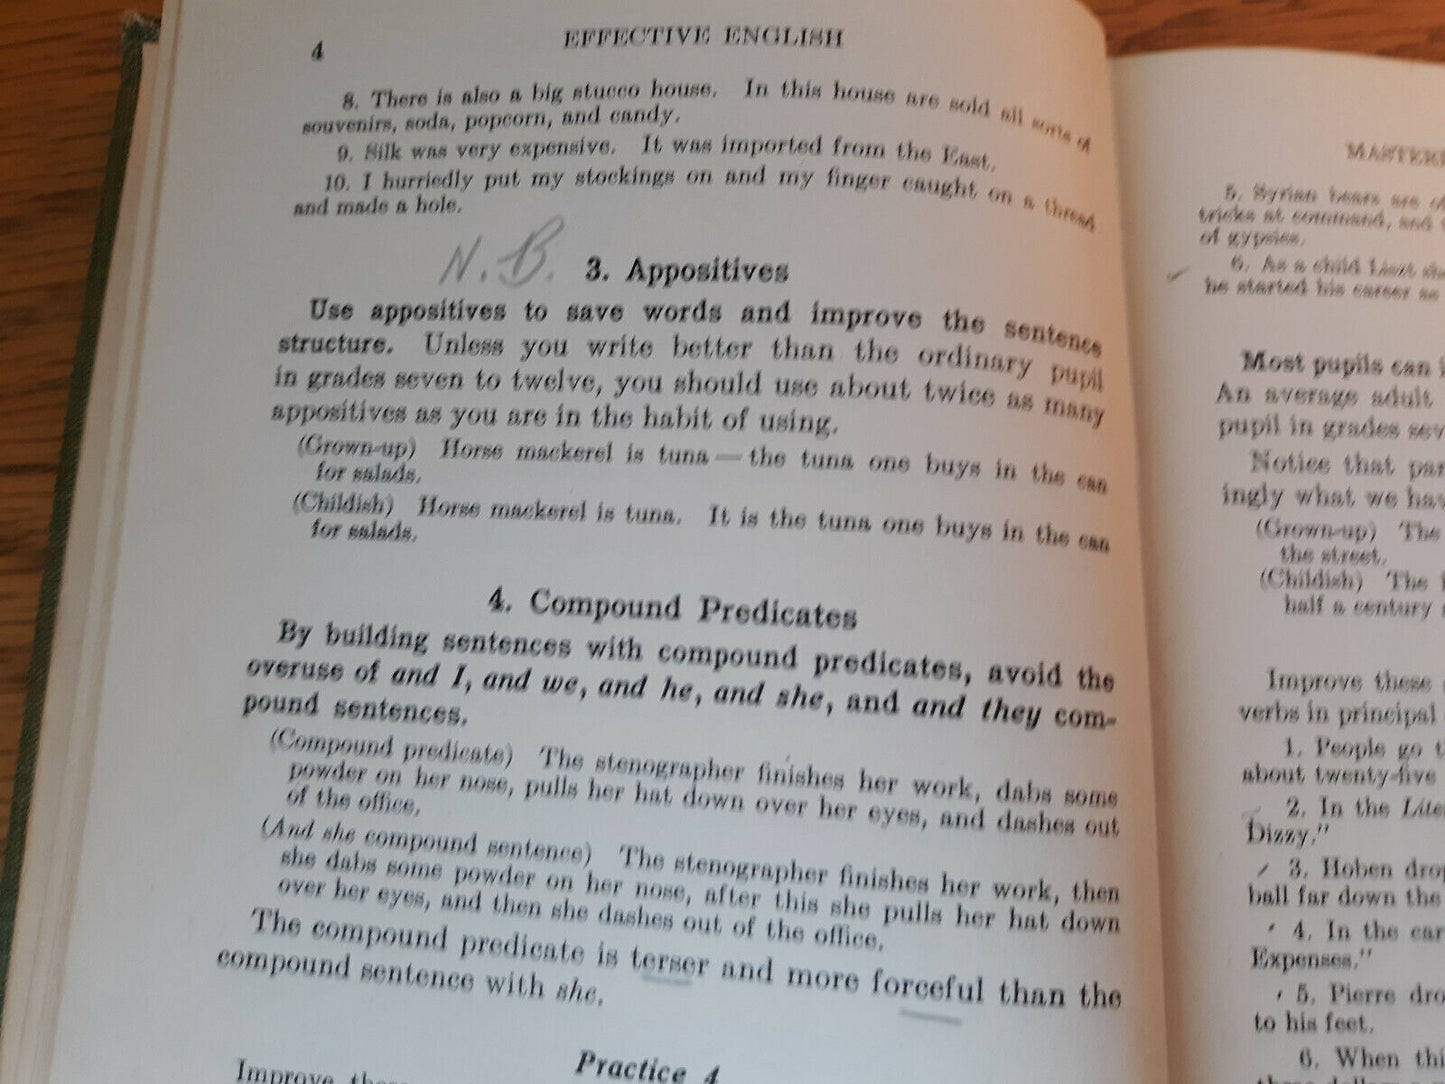 4
EFFECTIVE ENGLISH
8. There is also a big stucco house. In this house are sold all sorts of
souvenirs, soda, popcorn, and candy.
9. Silk was very expensive. It was imported from the East.
10. I hurriedly put my stockings on and my finger caught on a thread
and made a hole.
N.B.
3. Appositives
Use appositives to save words and improve the sentence
structure. Unless you write better than the ordinary pupil
in grades seven to twelve, you should use about twice as many
appositives as you are in the habit of using.
(Grown-up) Horse mackerel is tuna — the tuna one buys in the can
for salads.
(Childish) Horse mackerel is tuna. It is the tuna one buys in the can
for salads.
4. Compound Predicates
By building sentences with compound predicates, avoid the
overuse of and I, and we, and he, and she, and and they com-
pound sentences.
(Compound predicate) The stenographer finishes her work, dabs some
powder on her nose, pulls her hat down over her eyes, and dashes out
of the office.
(And she compound sentence) The stenographer finishes her work, then
she dabs some powder on her nose, after this she pulls her hat down
over her eyes, and then she dashes out of the office.
The compound predicate is terser and more forceful than the
compound sentence with she.
Practice 4
Improve
5. Syrian bears are
tricks at command, and
of gypsies.
6. As a child Liszt
he started his career as
Most pupils can
An average adult
pupil in grades
Notice that
ingly what we
(Grown-up) The
the street.
(Childish) The
half a century
Improve these
verbs in principal
1. People go
about twenty-five
2. In the
Dizzy."
3. Hoben
ball far down the
4. In the
Expenses."
5. Pierre
to his feet.
6. When